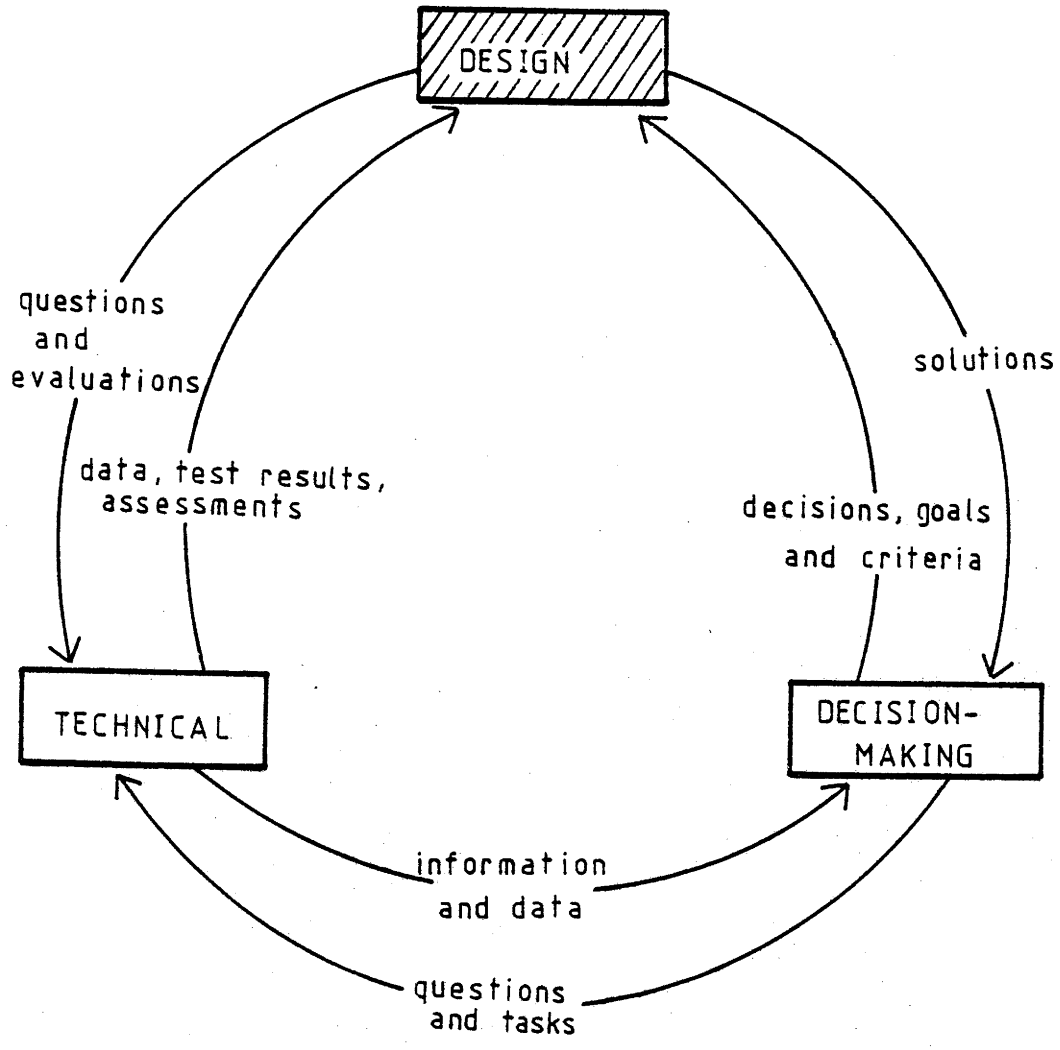 DESIGN
questions
and
evaluations
solutions
data, test results,
assessments
decisions, goals
and criteria
TECHNICAL
DECISION-
MAKING
information
and data
questions
and tasks